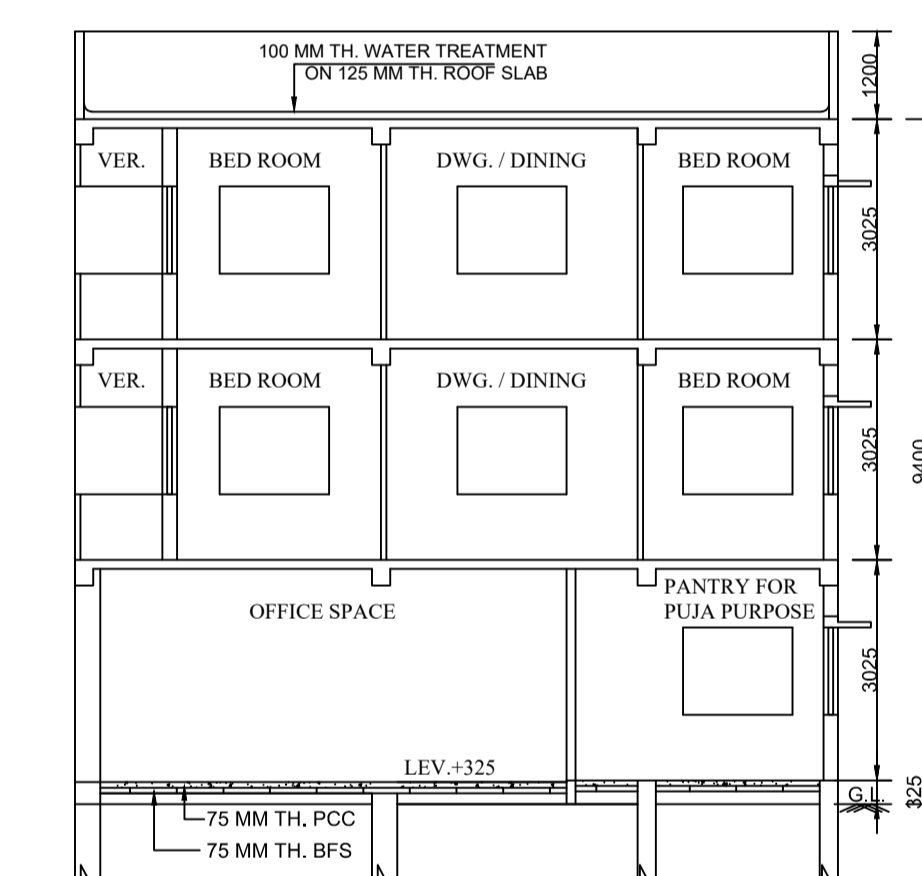 100 MM TH. WATER TREATMENT
ON 125 MM TH. ROOF SLAB
1200
VER.
BED ROOM
DWG. / DINING
BED ROOM
3025
VER.
BED ROOM
DWG. / DINING
BED ROOM
3025
9400
OFFICE SPACE
PANTRY FOR
PUJA PURPOSE
3025
LEV.+325
G.L.
325
75 MM TH. PCC
75 MM TH. BFS